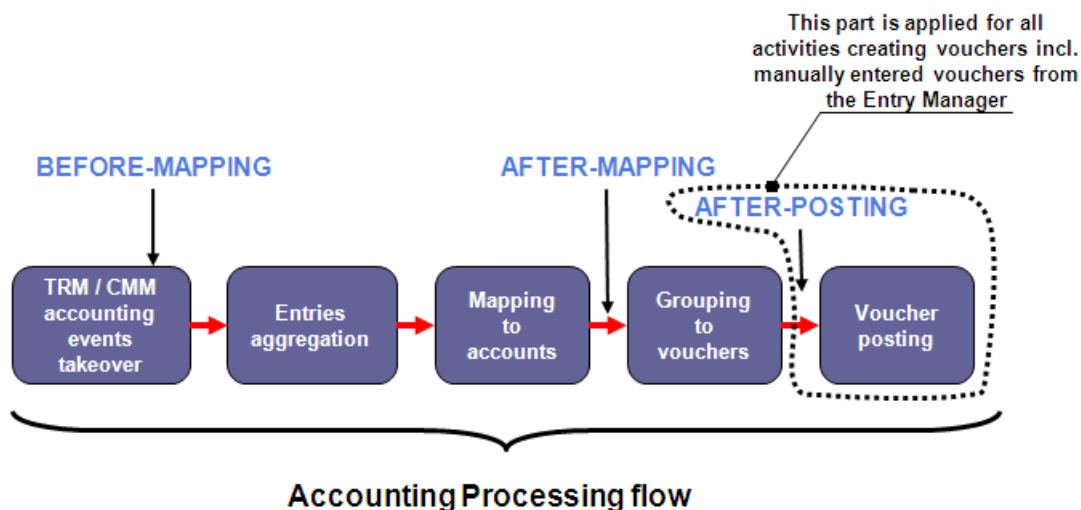 This part is applied for all
activities creating vouchers incl.
manually entered vouchers from
the Entry Manager
BEFORE-MAPPING
AFTER-MAPPING
AFTER-POSTING
TRM / CMM
accounting
events
takeover
Entries
aggregation
Mapping
to
accounts
Grouping
to
vouchers
Voucher
posting
Accounting Processing flow